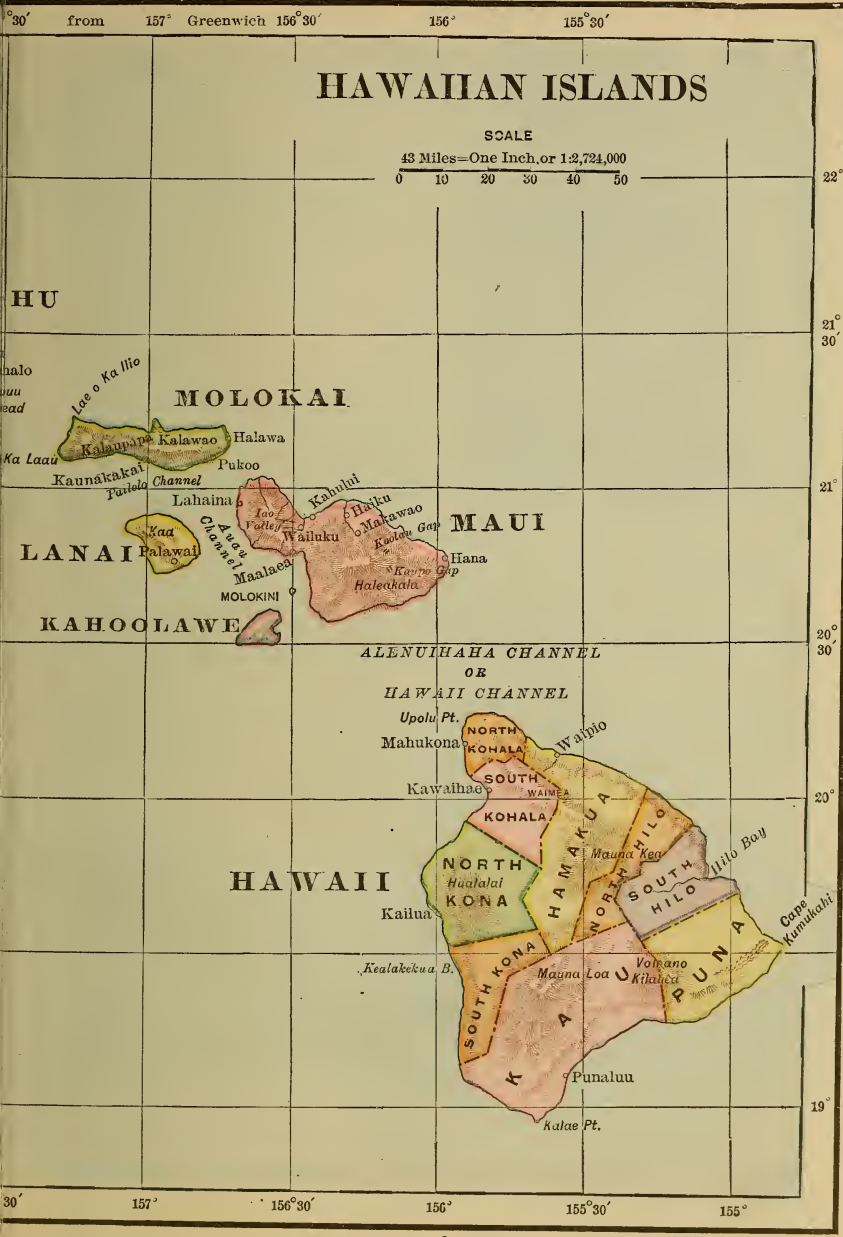 30′ from 157° Greenwich 156°30′ 156° 155°30′
HAWAIIAN ISLANDS
SCALE
43 Miles=One Inch, or 1:2,724,000
0 10 20 30 40 50
22°
HU
21°
30′
halo
ead
Lae o Ka Ilio
MOLOKAI
Kalaupapa
Kalawao
Halawa
Ka Laau
Kaunakakai
Pukoo
Pailolo Channel
21°
Lahaina
Kahului
Haiku
Makawao
Iao
Valley
Wailuku
Koolau Gap
MAUI
Kaa
Palawai
LANAI
Auau
Channel
Maalaea
Hana
Kaupo Gap
Haleakala
MOLOKINI
KAHOOLAWE
20°
30′
ALENUIHAHA CHANNEL
OR
HAWAII CHANNEL
Upolu Pt.
NORTH
KOHALA
Mahukona
Waipio
SOUTH
WAIMEA
KOHALA
Kawaihae
20°
HAMAKUA
NORTH HILO
Mauna Kea
SOUTH
HILO
Hilo Bay
HAWAII
NORTH
Hualalai
KONA
Kailua
Cape
Kumukahi
PUNA
Kealakekua B.
SOUTH KONA
Mauna Loa
Volcano
Kilauea
KAU
Punaluu
19°
Kalae Pt.
30′ 157° 156°30′ 156° 155°30′ 155°